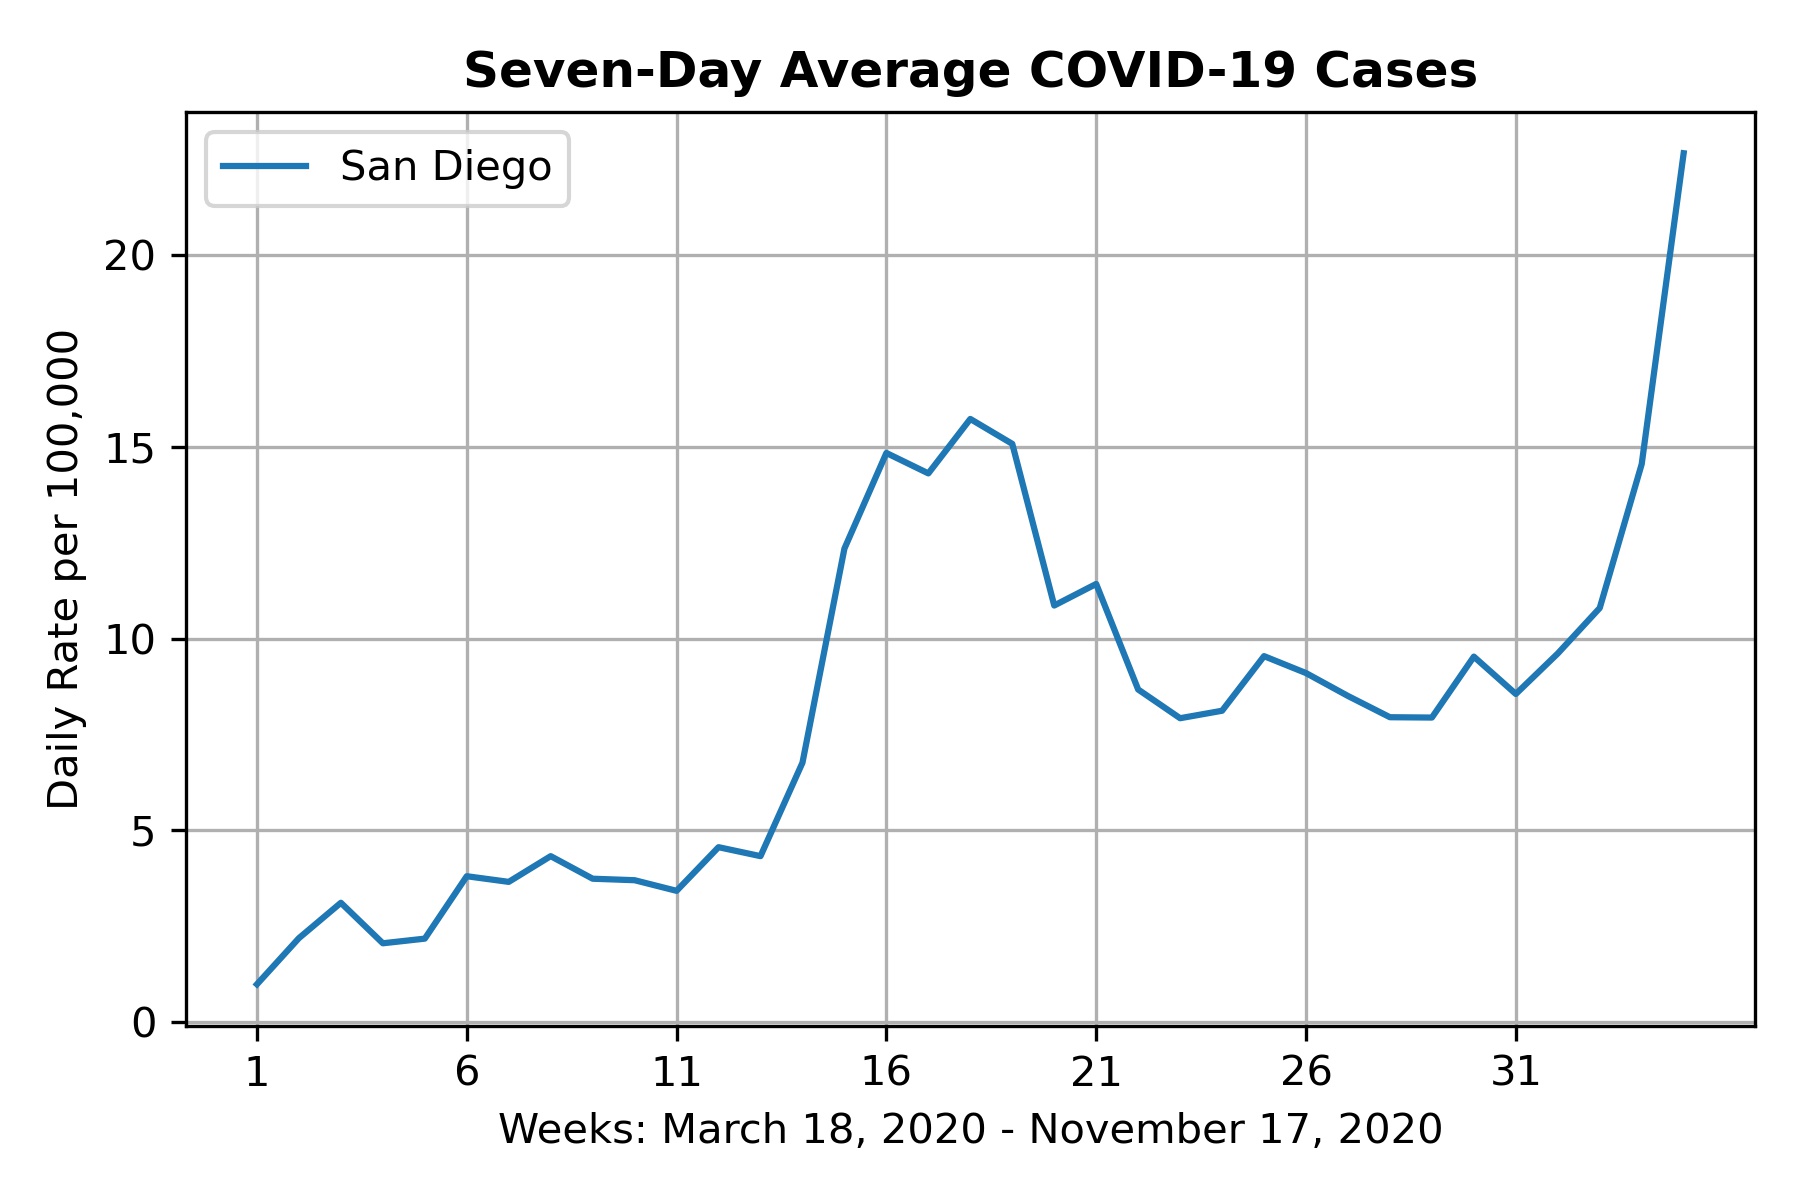 Seven-Day Average COVID-19 Cases
San Diego
20
15
10
5
0
Daily Rate per 100,000
1 6 11 16 21 26 31
Weeks: March 18, 2020 - November 17, 2020